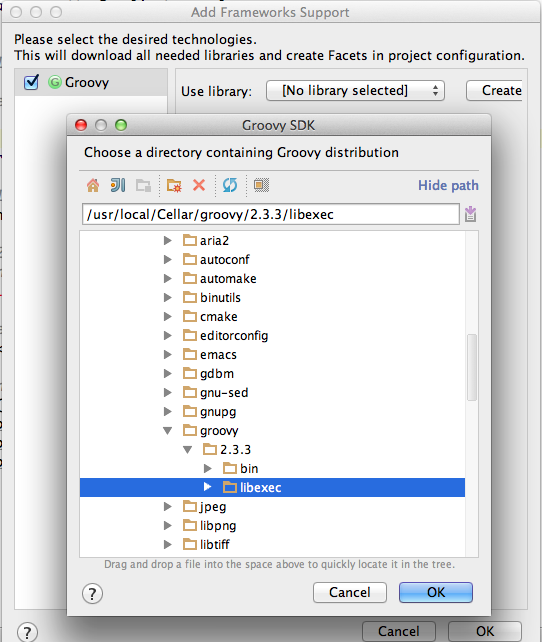 Add Frameworks Support
Please select the desired technologies.
This will download all needed libraries and create Facets in project configuration.
Groovy
Use library: [No library selected] Create
Groovy SDK
Choose a directory containing Groovy distribution
Hide path
/usr/local/Cellar/groovy/2.3.3/libexec
aria2
autoconf
automake
binutils
cmake
editorconfig
emacs
gdbm
gnu-sed
gnupg
groovy
2.3.3
bin
libexec
jpeg
libpng
libtiff
Drag and drop a file into the space above to quickly locate it in the tree.
? Cancel OK
? Cancel OK